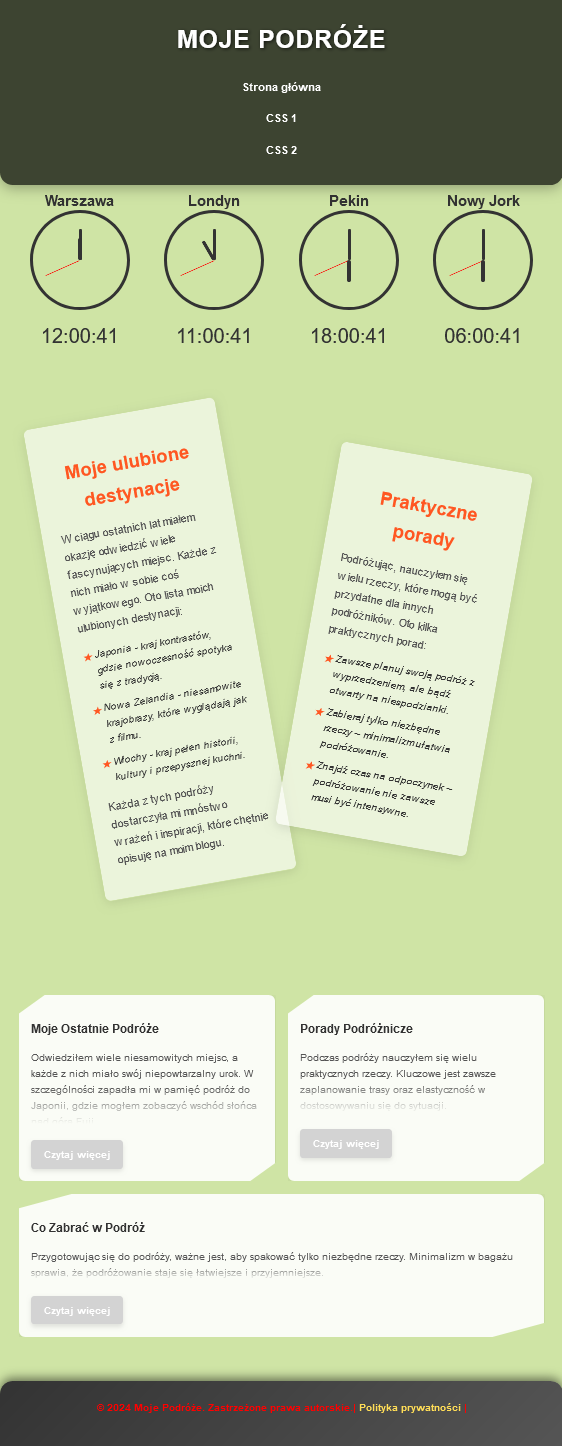 MOJE PODRÓŻE
Strona główna
CSS 1
CSS 2
Warszawa
Londyn
Pekin
Nowy Jork
12:00:41
11:00:41
18:00:41
06:00:41
Moje ulubione
destynacje
W ciągu ostatnich lat miałem
okazję odwiedzić wiele
fascynujących miejsc. Każde z
nich miało w sobie coś
wyjątkowego. Oto lista moich
ulubionych destynacji:
★ Japonia - kraj kontrastów,
gdzie nowoczesność spotyka
się z tradycją.
★ Nowa Zelandia - niesamowite
krajobrazy, które wyglądają jak
z filmu.
★ Włochy - kraj pełen historii,
kultury i przepysznej kuchni.
Każda z tych podróży
dostarczyła mi mnóstwo
wrażeń i inspiracji, które chętnie
opisuję na moim blogu.
Praktyczne
porady
Podróżując, nauczyłem się
wielu rzeczy, które mogą być
przydatne dla innych
podróżników. Oto kilka
praktycznych porad:
★ Zawsze planuj swoją podróż z
wyprzedzeniem, ale bądź
otwarty na niespodzianki.
★ Zabieraj tylko niezbędne
rzeczy – minimalizm ułatwia
podróżowanie.
★ Znajdź czas na odpoczynek –
podróżowanie nie zawsze
musi być intensywne.
Moje Ostatnie Podróże
Odwiedziłem wiele niesamowitych miejsc, a
każde z nich miało swój niepowtarzalny urok. W
szczególności zapadła mi w pamięć podróż do
Japonii, gdzie mogłem zobaczyć wschód słońca
Czytaj więcej
Porady Podróżnicze
Podczas podróży nauczyłem się wielu
praktycznych rzeczy. Kluczowe jest zawsze
zaplanowanie trasy oraz elastyczność w
dostosowywaniu się do sytuacji.
Czytaj więcej
Co Zabrać w Podróż
Przygotowując się do podróży, ważne jest, aby spakować tylko niezbędne rzeczy. Minimalizm w bagażu
sprawia, że podróżowanie staje się łatwiejsze i przyjemniejsze.
Czytaj więcej
© 2024 Moje Podróże. Zastrzeżone prawa autorskie | Polityka prywatności